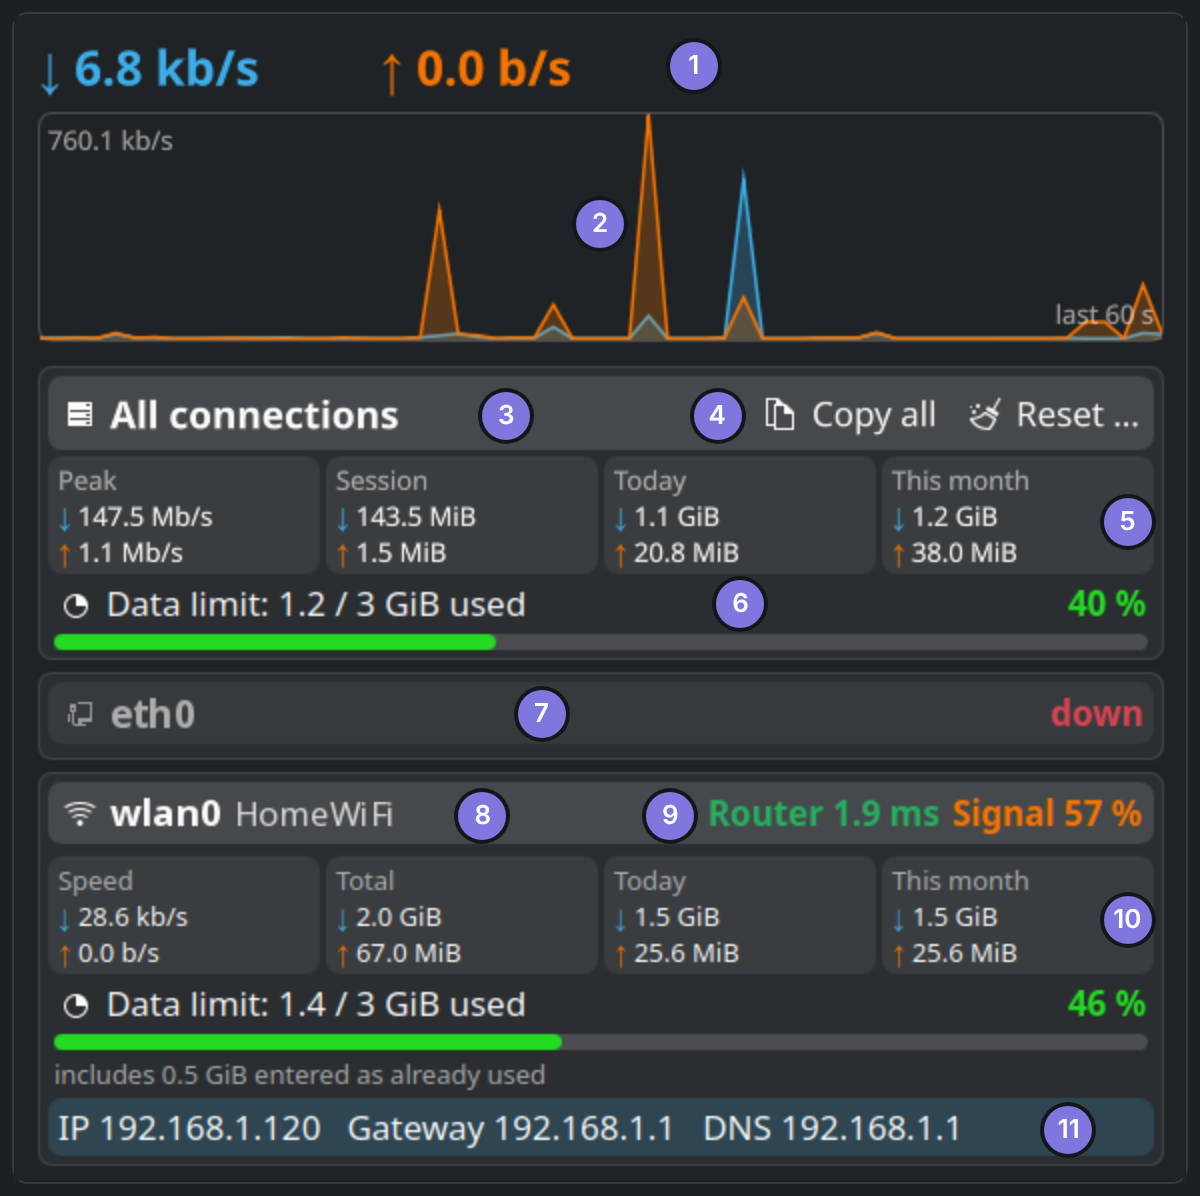 ↓ 6.8 kb/s ↑ 0.0 b/s 1
760.1 kb/s
2
last 60 s
All connections 3 4 Copy all Reset ...
Peak Session Today This month
↓ 147.5 Mb/s ↓ 143.5 MiB ↓ 1.1 GiB ↓ 1.2 GiB 5
↑ 1.1 Mb/s ↑ 1.5 MiB ↑ 20.8 MiB ↑ 38.0 MiB
Data limit: 1.2 / 3 GiB used 6 40 %
eth0 7 down
wlan0 HomeWiFi 8 9 Router 1.9 ms Signal 57 %
Speed Total Today This month
↓ 28.6 kb/s ↓ 2.0 GiB ↓ 1.5 GiB ↓ 1.5 GiB 10
↑ 0.0 b/s ↑ 67.0 MiB ↑ 25.6 MiB ↑ 25.6 MiB
Data limit: 1.4 / 3 GiB used 46 %
includes 0.5 GiB entered as already used
IP 192.168.1.120 Gateway 192.168.1.1 DNS 192.168.1.1 11